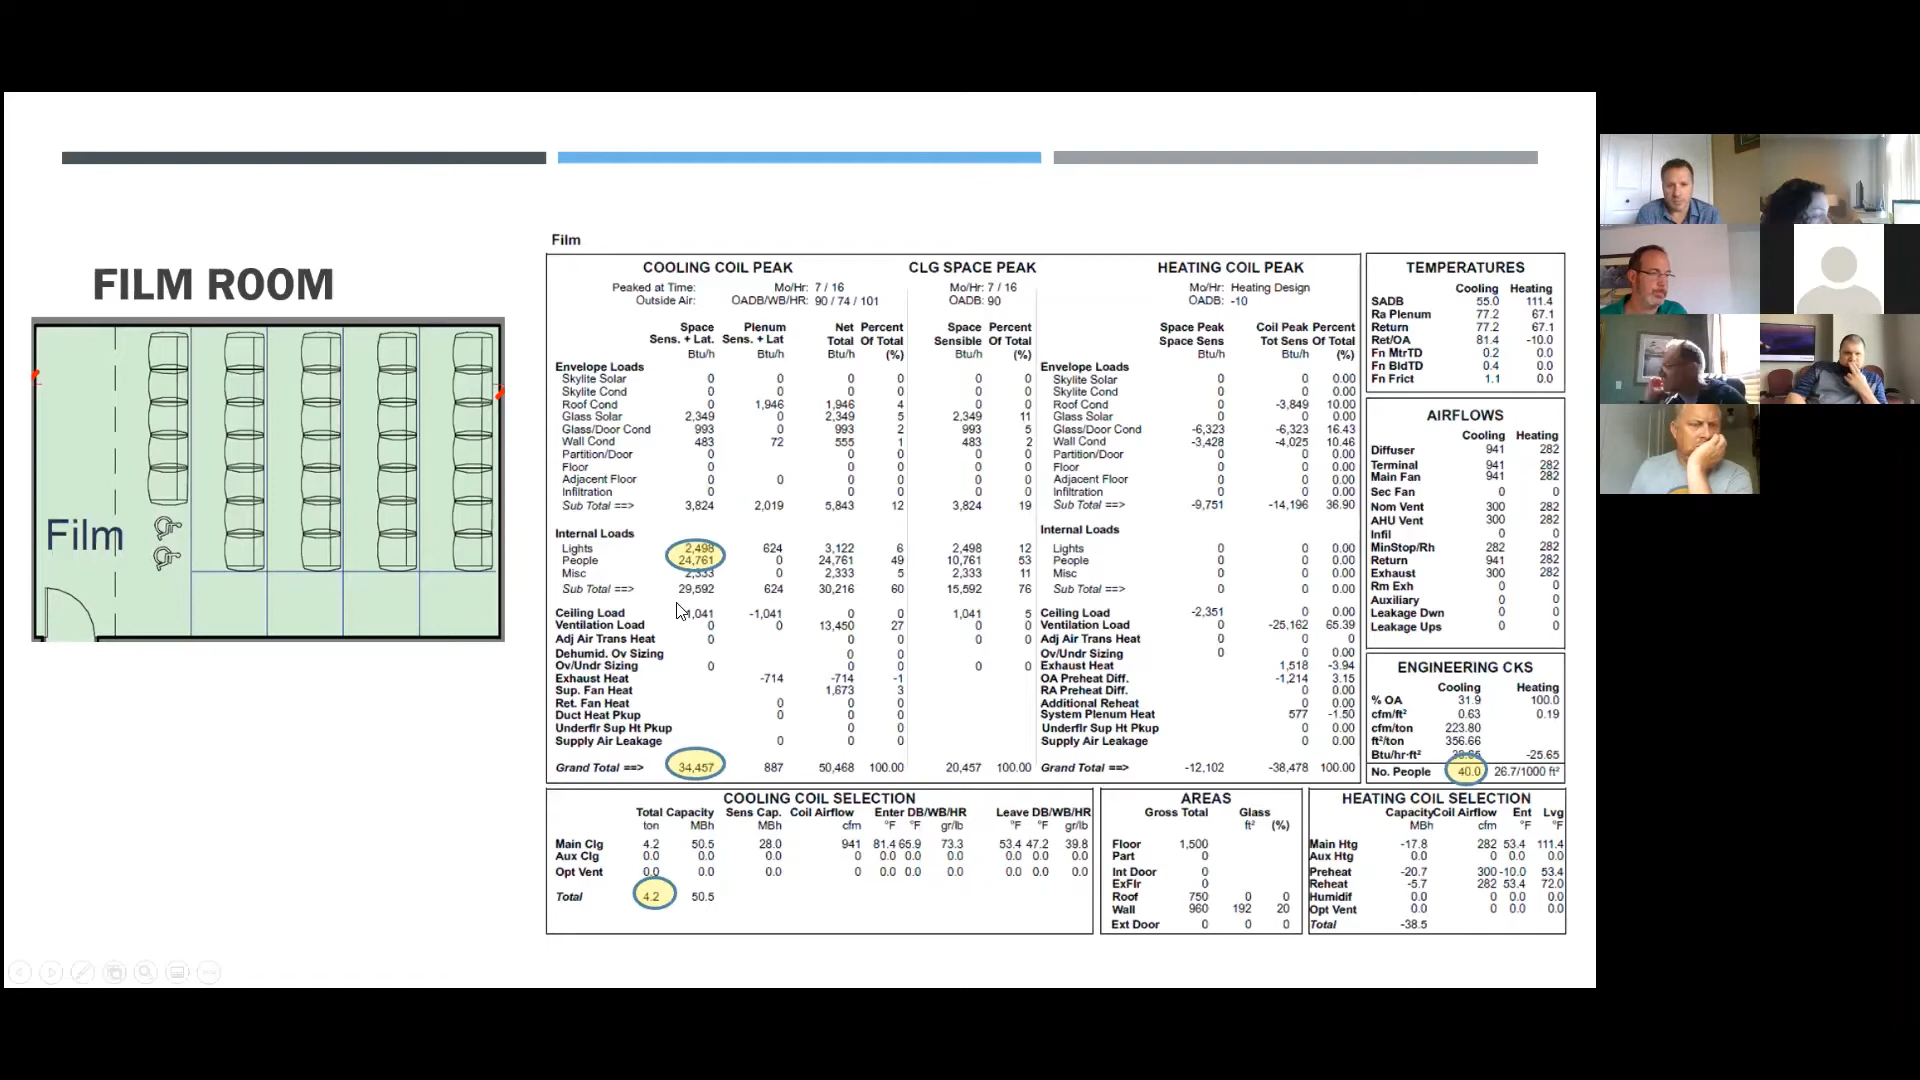 FILM ROOM
Film
Film
COOLING COIL PEAK
Peaked at Time: Mo/Hr: 7 / 16
Outside Air: OADB/WB/HR: 90 / 74 / 101
Space Plenum Net Percent
Sens. + Lat. Sens. + Lat Total Of Total
Btu/h Btu/h Btu/h (%)
Envelope Loads
Skylite Solar 0 0 0 0
Skylite Cond 0 0 0 0
Roof Cond 0 1,946 1,946 4
Glass Solar 2,349 0 2,349 5
Glass/Door Cond 993 0 993 2
Wall Cond 483 72 555 1
Partition/Door 0 0 0
Floor 0 0 0
Adjacent Floor 0 0 0 0
Infiltration 0 0 0
Sub Total ==> 3,824 2,019 5,843 12
Internal Loads
Lights 2,498 624 3,122 6
People 24,761 0 24,761 49
Misc 2,333 0 2,333 5
Sub Total ==> 29,592 624 30,216 60
Ceiling Load 1,041 -1,041 0 0
Ventilation Load 0 0 13,450 27
Adj Air Trans Heat 0 0 0
Dehumid. Ov Sizing 0 0
Ov/Undr Sizing 0 0 0
Exhaust Heat -714 -714 -1
Sup. Fan Heat 1,673 3
Ret. Fan Heat 0 0 0
Duct Heat Pkup 0 0 0
Underflr Sup Ht Pkup 0 0
Supply Air Leakage 0 0 0
Grand Total ==> 34,457 887 50,468 100.00
CLG SPACE PEAK
Mo/Hr: 7 / 16
OADB: 90
Space Percent
Sensible Of Total
Btu/h (%)
0 0
0 0
0 0
2,349 11
993 5
483 2
0 0
0 0
0 0
0 0
3,824 19
2,498 12
10,761 53
2,333 11
15,592 76
1,041 5
0 0
0 0
0 0
20,457 100.00
HEATING COIL PEAK
Mo/Hr: Heating Design
OADB: -10
Space Peak Coil Peak Percent
Space Sens Tot Sens Of Total
Btu/h Btu/h (%)
Envelope Loads
Skylite Solar 0 0 0.00
Skylite Cond 0 0 0.00
Roof Cond 0 -3,849 10.00
Glass Solar 0 0 0.00
Glass/Door Cond -6,323 -6,323 16.43
Wall Cond -3,428 -4,025 10.46
Partition/Door 0 0 0.00
Floor 0 0 0.00
Adjacent Floor 0 0 0.00
Infiltration 0 0 0.00
Sub Total ==> -9,751 -14,196 36.90
Internal Loads
Lights 0 0 0.00
People 0 0 0.00
Misc 0 0 0.00
Sub Total ==> 0 0 0.00
Ceiling Load -2,351 0 0.00
Ventilation Load 0 -25,162 65.39
Adj Air Trans Heat 0 0 0
Ov/Undr Sizing 0 0 0.00
Exhaust Heat 1,518 -3.94
OA Preheat Diff. -1,214 3.15
RA Preheat Diff. 0 0.00
Additional Reheat 0 0.00
System Plenum Heat 577 -1.50
Underflr Sup Ht Pkup 0 0.00
Supply Air Leakage 0 0.00
Grand Total ==> -12,102 -38,478 100.00
TEMPERATURES
Cooling Heating
SADB 55.0 111.4
Ra Plenum 77.2 67.1
Return 77.2 67.1
Ret/OA 81.4 -10.0
Fn MtrTD 0.2 0.0
Fn BldTD 0.4 0.0
Fn Frict 1.1 0.0
AIRFLOWS
Cooling Heating
Diffuser 941 282
Terminal 941 282
Main Fan 941 282
Sec Fan 0 0
Nom Vent 300 282
AHU Vent 300 282
Infil 0 0
MinStop/Rh 282 282
Return 941 282
Exhaust 300 282
Rm Exh 0 0
Auxiliary 0 0
Leakage Dwn 0 0
Leakage Ups 0 0
ENGINEERING CKS
Cooling Heating
% OA 31.9 100.0
cfm/ft² 0.63 0.19
cfm/ton 223.80
ft²/ton 356.66
Btu/hr·ft² -25.65
No. People 40.0 26.7/1000 ft²
COOLING COIL SELECTION
Total Capacity Sens Cap. Coil Airflow Enter DB/WB/HR Leave DB/WB/HR
ton MBh MBh cfm °F °F gr/lb °F °F gr/lb
Main Clg 4.2 50.5 28.0 941 81.4 65.9 73.3 53.4 47.2 39.8
Aux Clg 0.0 0.0 0.0 0 0.0 0.0 0.0 0.0 0.0 0.0
Opt Vent 0.0 0.0 0.0 0 0.0 0.0 0.0 0.0 0.0 0.0
Total 4.2 50.5
AREAS
Gross Total Glass
ft² (%)
Floor 1,500
Part 0
Int Door 0
ExFlr 0
Roof 750 0 0
Wall 960 192 20
Ext Door 0 0 0
HEATING COIL SELECTION
Capacity Coil Airflow Ent Lvg
MBh cfm °F °F
Main Htg -17.8 282 53.4 111.4
Aux Htg 0.0 0 0.0 0.0
Preheat -20.7 300 -10.0 53.4
Reheat -5.7 282 53.4 72.0
Humidif 0.0 0 0.0 0.0
Opt Vent 0.0 0 0.0 0.0
Total -38.5